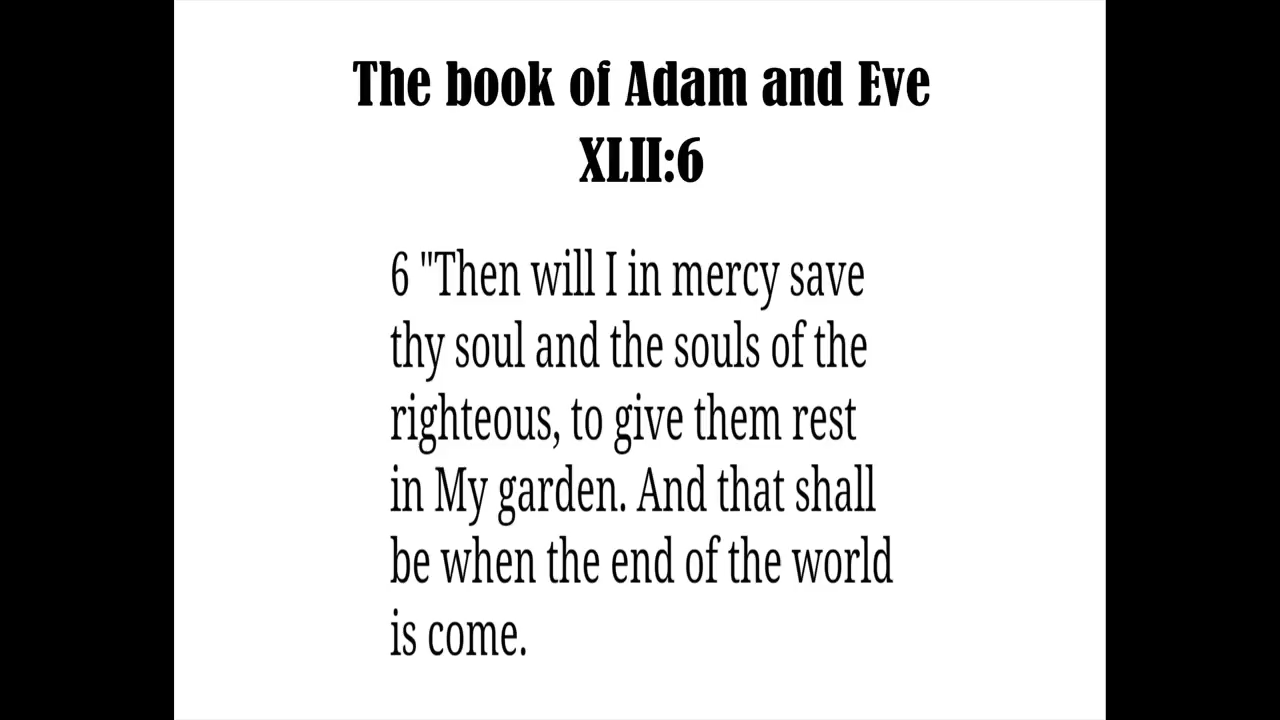 The book of Adam and Eve
XLII:6
6 "Then will I in mercy save
thy soul and the souls of the
righteous, to give them rest
in My garden. And that shall
be when the end of the world
is come.